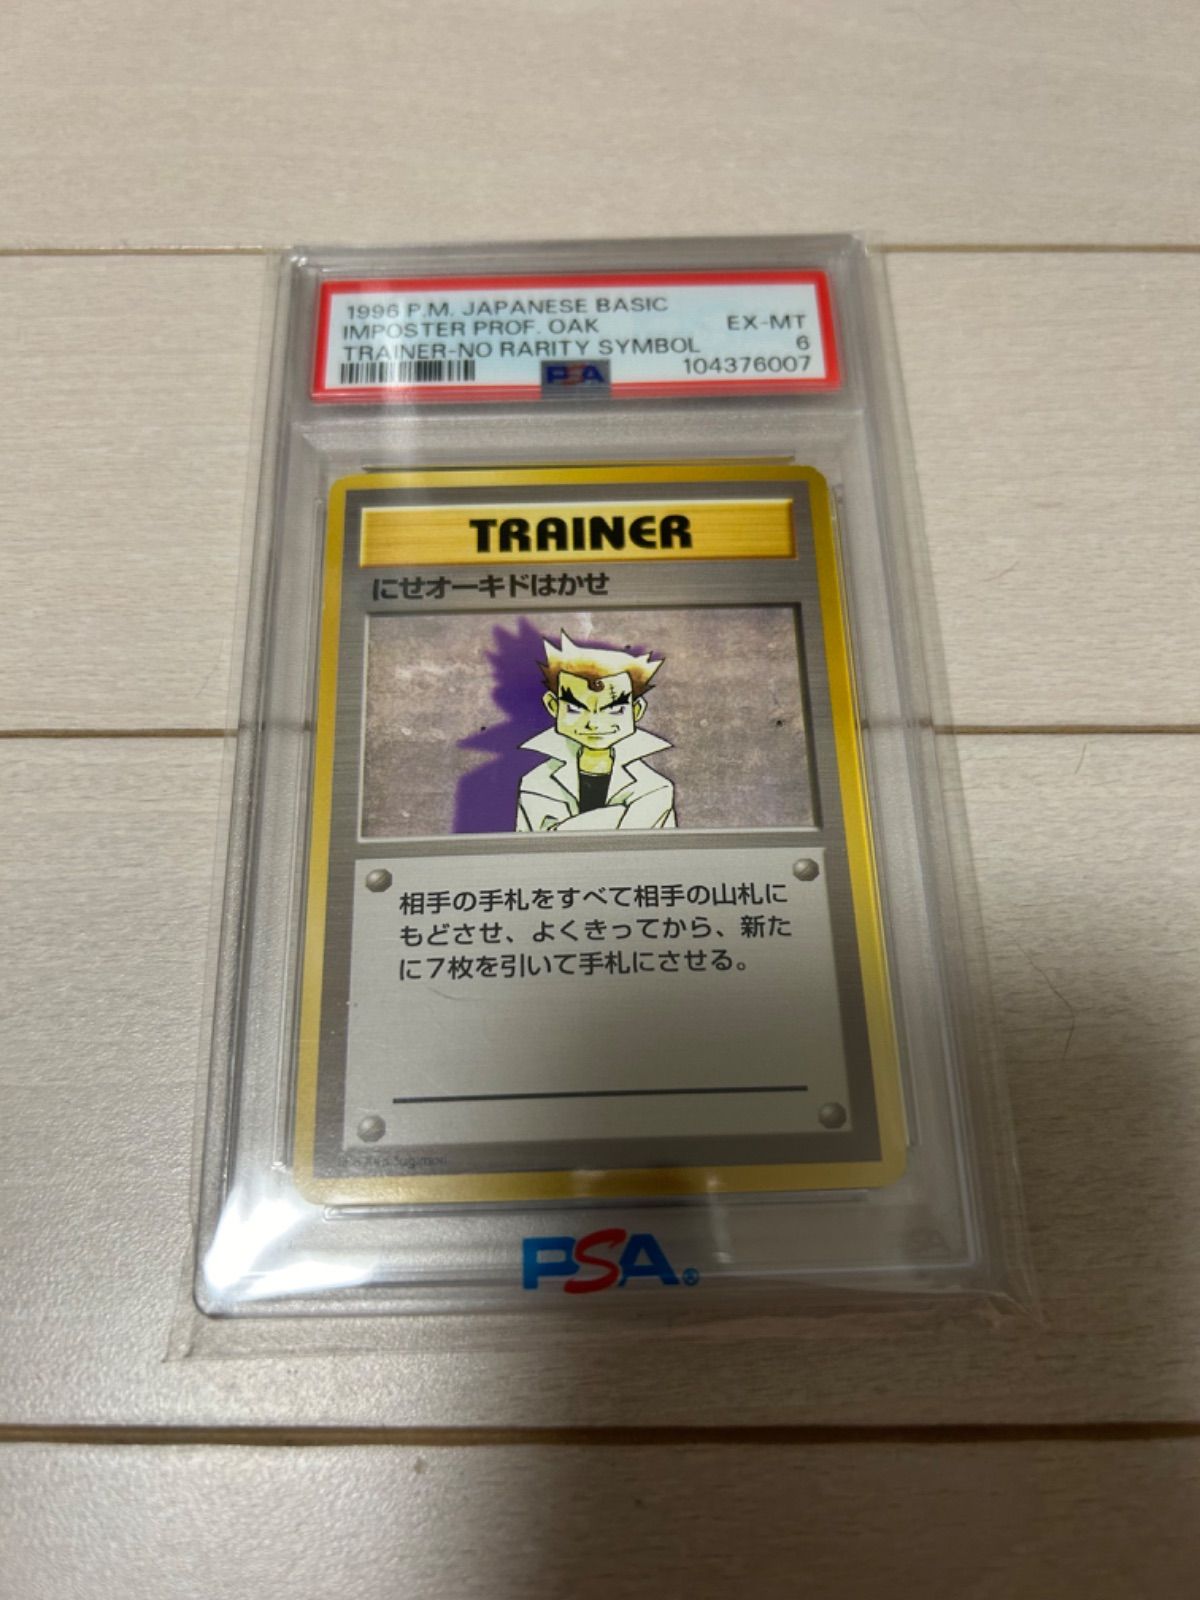 1996 P.M. JAPANESE BASIC
IMPOSTER PROF. OAK EX-MT
TRAINER-NO RARITY SYMBOL 6
PSA 104376007
TRAINER
にせオーキドはかせ
相手の手札をすべて相手の山札に
もどさせ、よくきってから、新た
に7枚を引いて手札にさせる。
Sugimori
PSA®